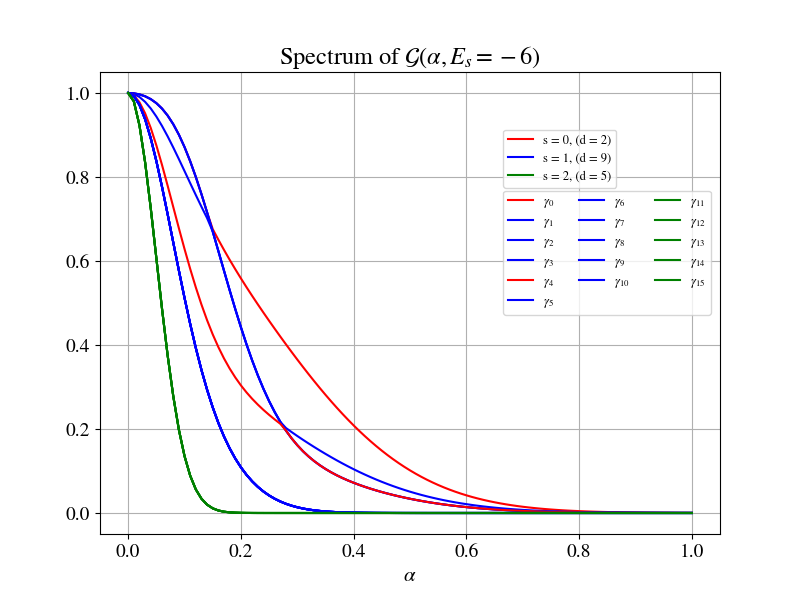 Spectrum of 𝒢(α, E_s = −6)
1.0
0.8
0.6
0.4
0.2
0.0
s = 0, (d = 2)
s = 1, (d = 9)
s = 2, (d = 5)
γ₀ γ₆ γ₁₁
γ₁ γ₇ γ₁₂
γ₂ γ₈ γ₁₃
γ₃ γ₉ γ₁₄
γ₄ γ₁₀ γ₁₅
γ₅
0.0 0.2 0.4 0.6 0.8 1.0
α